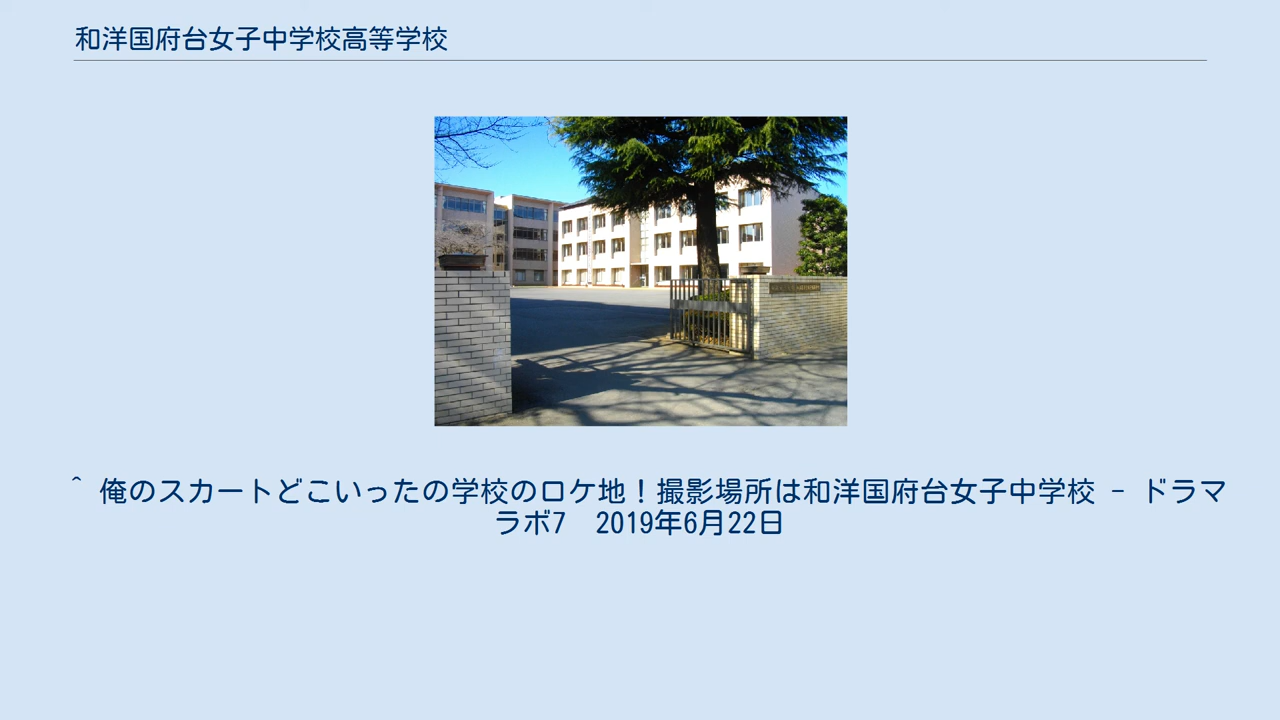 和洋国府台女子中学校高等学校
^ 俺のスカートどこいったの学校のロケ地！撮影場所は和洋国府台女子中学校 - ドラマ
ラボ7　2019年6月22日